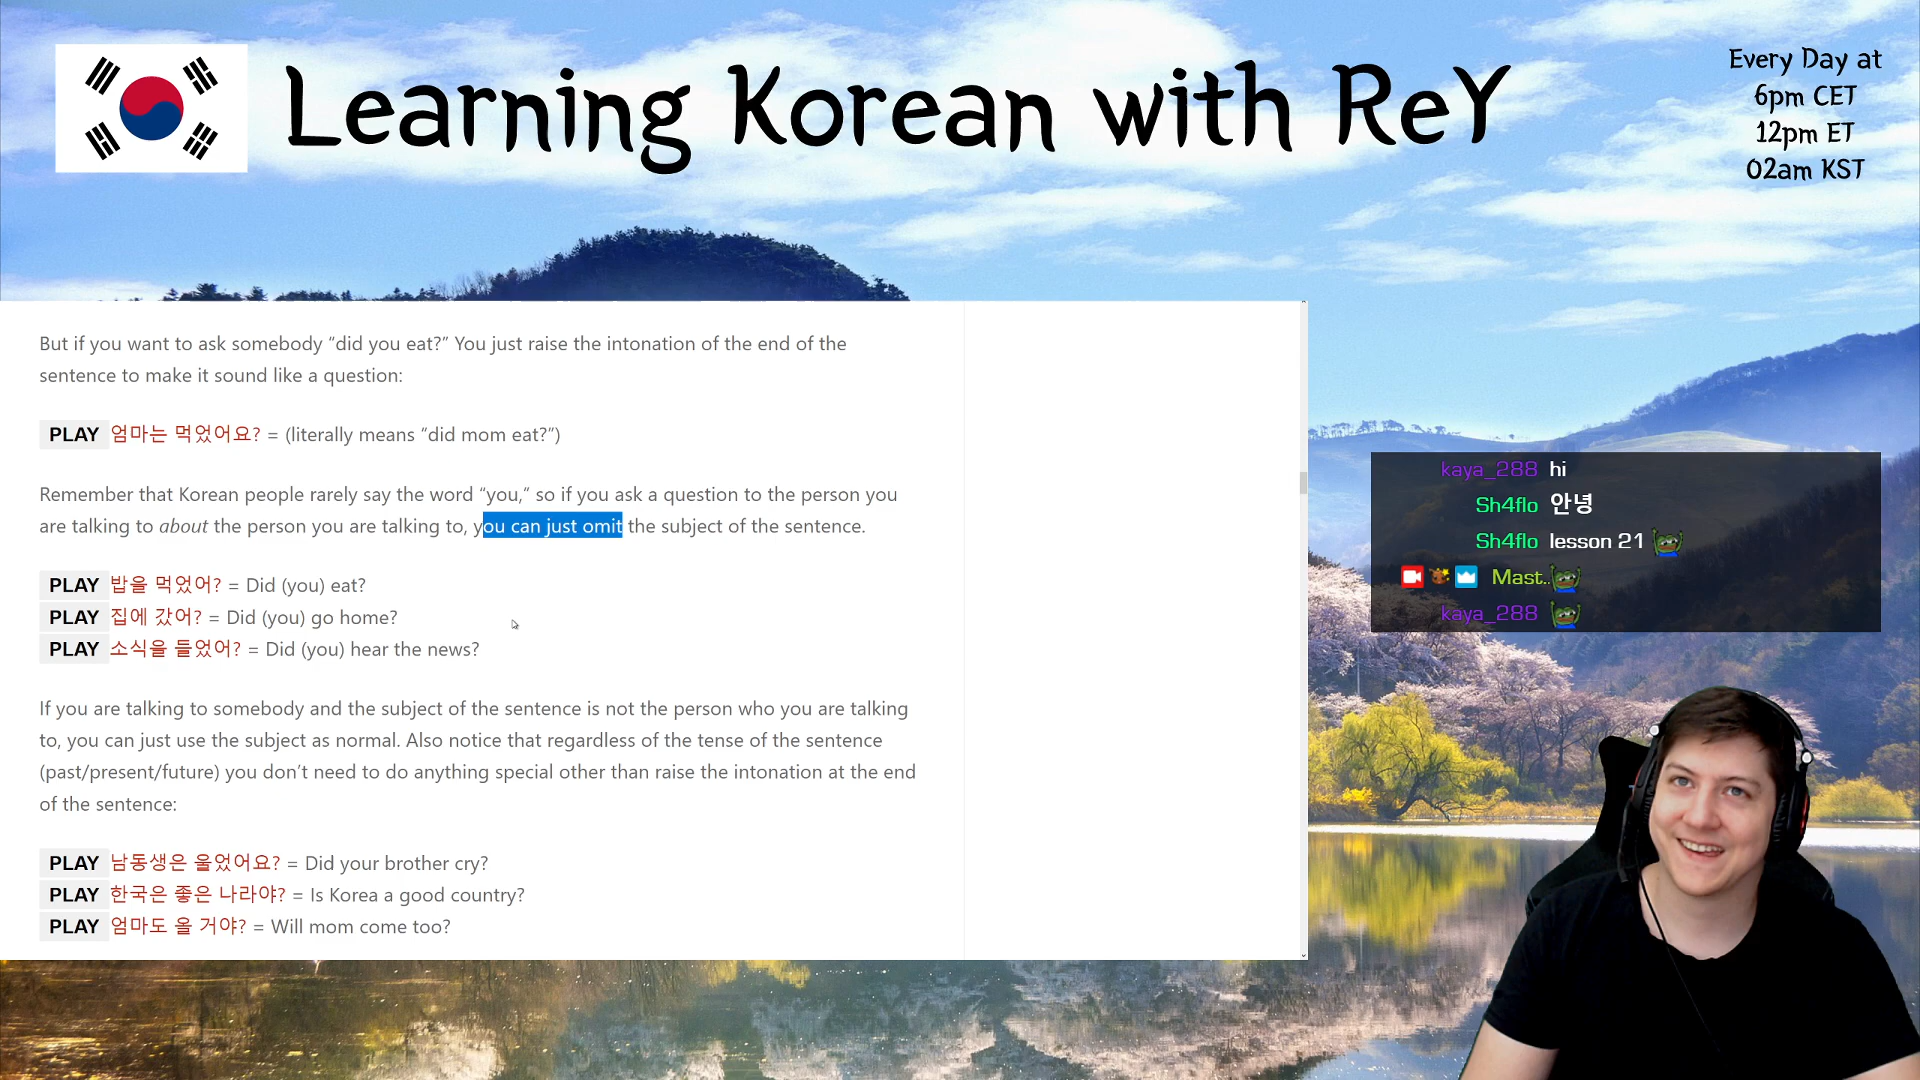 Learning Korean with ReY
Every Day at
6pm CET
12pm ET
02am KST
But if you want to ask somebody “did you eat?” You just raise the intonation of the end of the
sentence to make it sound like a question:
PLAY 엄마는 먹었어요? = (literally means “did mom eat?”)
Remember that Korean people rarely say the word “you,” so if you ask a question to the person you
are talking to about the person you are talking to, you can just omit the subject of the sentence.
PLAY 밥을 먹었어? = Did (you) eat?
PLAY 집에 갔어? = Did (you) go home?
PLAY 소식을 들었어? = Did (you) hear the news?
If you are talking to somebody and the subject of the sentence is not the person who you are talking
to, you can just use the subject as normal. Also notice that regardless of the tense of the sentence
(past/present/future) you don’t need to do anything special other than raise the intonation at the end
of the sentence:
PLAY 남동생은 울었어요? = Did your brother cry?
PLAY 한국은 좋은 나라야? = Is Korea a good country?
PLAY 엄마도 올 거야? = Will mom come too?
kaya_288 hi
Sh4flo 안녕
Sh4flo lesson 21
Mast..
kaya_288